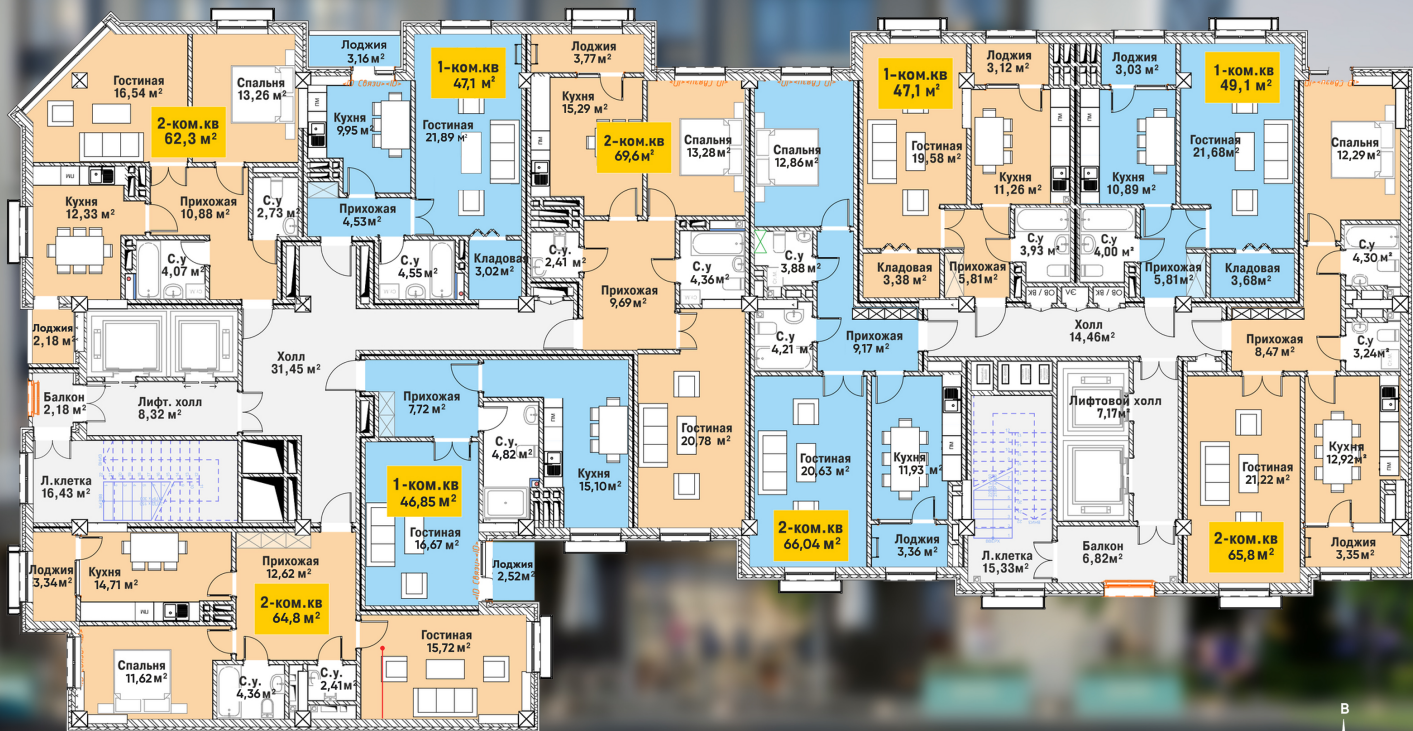 Гостиная
16,54 м²
Спальня
13,26 м²
2-ком.кв
62,3 м²
Кухня
12,33 м²
Прихожая
10,88 м²
С.у
2,73 м²
С.у
4,07 м²
ПМ
Лоджия
2,18 м²
Лоджия
3,16 м²
1-ком.кв
47,1 м²
Кухня
9,95 м²
Гостиная
21,89 м²
ПМ
Прихожая
4,53 м²
С.у
4,55 м²
Кладовая
3,02 м²
Лоджия
3,77 м²
Кухня
15,29 м²
2-ком.кв
69,6 м²
Спальня
13,28 м²
ПМ
С.у.
2,41 м²
Прихожая
9,69 м²
С.у
4,36 м²
Гостиная
20,78 м²
Спальня
12,86 м²
С.у
3,88 м²
С.у
4,21 м²
Прихожая
9,17 м²
Гостиная
20,63 м²
Кухня
11,93 м²
ПМ
2-ком.кв
66,04 м²
Лоджия
3,36 м²
1-ком.кв
47,1 м²
Лоджия
3,12 м²
Гостиная
19,58 м²
Кухня
11,26 м²
ПМ
Кладовая
3,38 м²
Прихожая
5,81 м²
С.у
3,93 м²
ОВ / ВК
ЭЛ
ОВ / ВК
Лоджия
3,03 м²
1-ком.кв
49,1 м²
Кухня
10,89 м²
Гостиная
21,68 м²
ПМ
С.у
4,00 м²
Прихожая
5,81 м²
Кладовая
3,68 м²
Спальня
12,29 м²
С.у
4,30 м²
С.у
3,24 м²
Прихожая
8,47 м²
Холл
14,46 м²
Лифтовой холл
7,17 м²
Гостиная
21,22 м²
Кухня
12,92 м²
ПМ
2-ком.кв
65,8 м²
Лоджия
3,35 м²
Л.клетка
15,33 м²
Балкон
6,82 м²
Холл
31,45 м²
Балкон
2,18 м²
Лифт. холл
8,32 м²
Л.клетка
16,43 м²
Прихожая
7,72 м²
С.у.
4,82 м²
ПМ
Кухня
15,10 м²
1-ком.кв
46,85 м²
Гостиная
16,67 м²
Лоджия
2,52 м²
Лоджия
3,34 м²
Кухня
14,71 м²
ПМ
Прихожая
12,62 м²
2-ком.кв
64,8 м²
Гостиная
15,72 м²
Спальня
11,62 м²
С.у.
4,36 м²
С.у.
2,41 м²
В